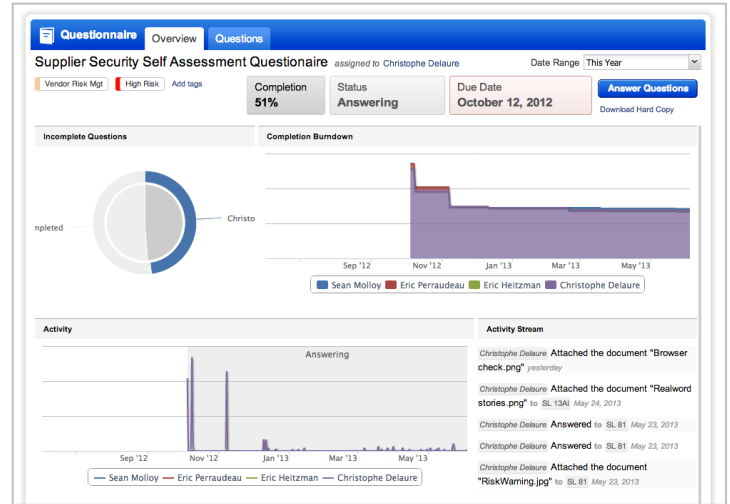 Questionnaire Overview Questions
Supplier Security Self Assessment Questionaire assigned to Christophe Delaure Date Range This Year
Vendor Risk Mgt High Risk Add tags
Completion
51%
Status
Answering
Due Date
October 12, 2012
Answer Questions
Download Hard Copy
Incomplete Questions
mpleted
Christo
Completion Burndown
Sep '12 Nov '12 Jan '13 Mar '13 May '13
Sean Molloy Eric Perraudeau Eric Heitzman Christophe Delaure
Activity
Answering
Sep '12 Nov '12 Jan '13 Mar '13 May '13
Sean Molloy Eric Perraudeau Eric Heitzman Christophe Delaure
Activity Stream
Christophe Delaure Attached the document "Browser
check.png" yesterday
Christophe Delaure Attached the document "Realword
stories.png" to SL 13AI May 24, 2013
Christophe Delaure Answered to SL 81 May 23, 2013
Christophe Delaure Answered to SL 81 May 23, 2013
Christophe Delaure Attached the document
"RiskWarning.jpg" to SL 81 May 23, 2013